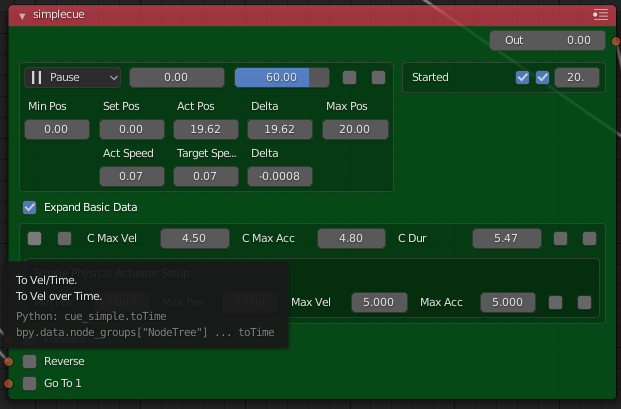 simplecue
Out 0.00
Pause 0.00 60.00
Started 20.
Min Pos Set Pos Act Pos Delta Max Pos
0.00 0.00 19.62 19.62 20.00
Act Speed Target Spe... Delta
0.07 0.07 -0.0008
Expand Basic Data
C Max Vel 4.50 C Max Acc 4.80 C Dur 5.47
Simple Physical Actuator Setup
To Vel/Time.
To Vel over Time.
Max Pos 20.00 Max Vel 5.000 Max Acc 5.000
Python: cue_simple.toTime
bpy.data.node_groups["NodeTree"] ... toTime
Forward
Reverse
Go To 1